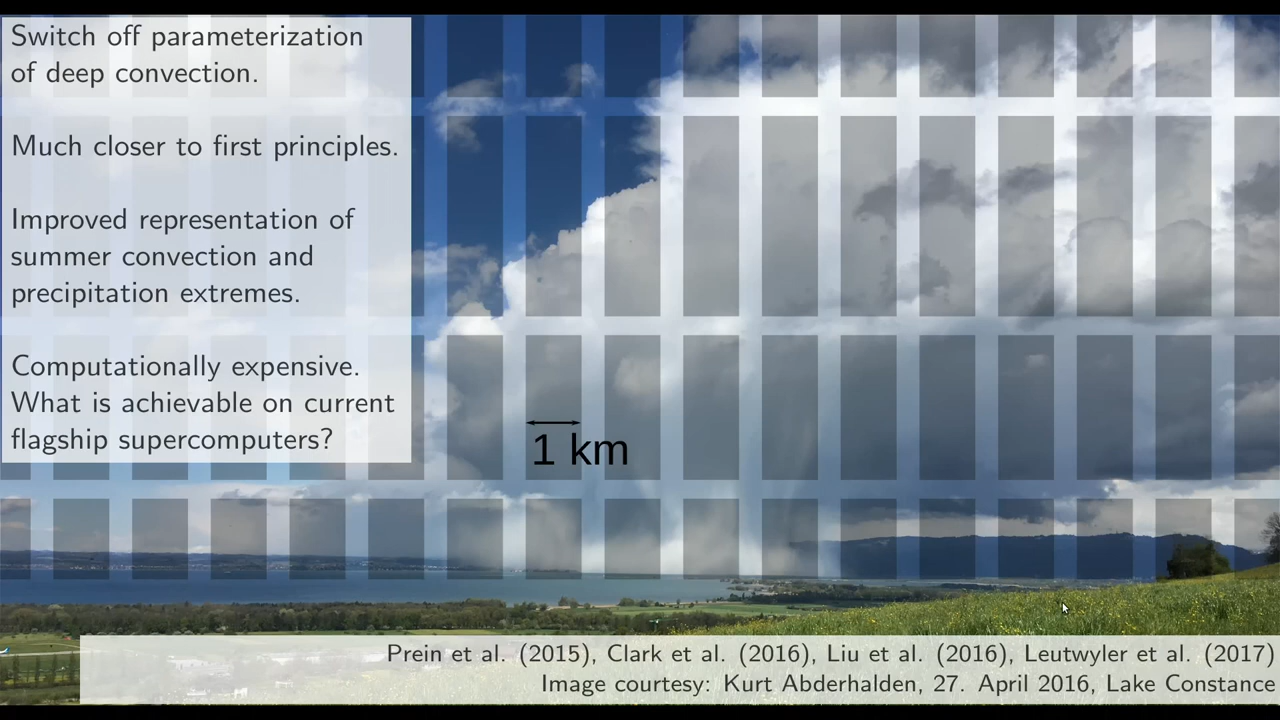 Switch off parameterization
of deep convection.
Much closer to first principles.
Improved representation of
summer convection and
precipitation extremes.
Computationally expensive.
What is achievable on current
flagship supercomputers?
1 km
Prein et al. (2015), Clark et al. (2016), Liu et al. (2016), Leutwyler et al. (2017)
Image courtesy: Kurt Abderhalden, 27. April 2016, Lake Constance